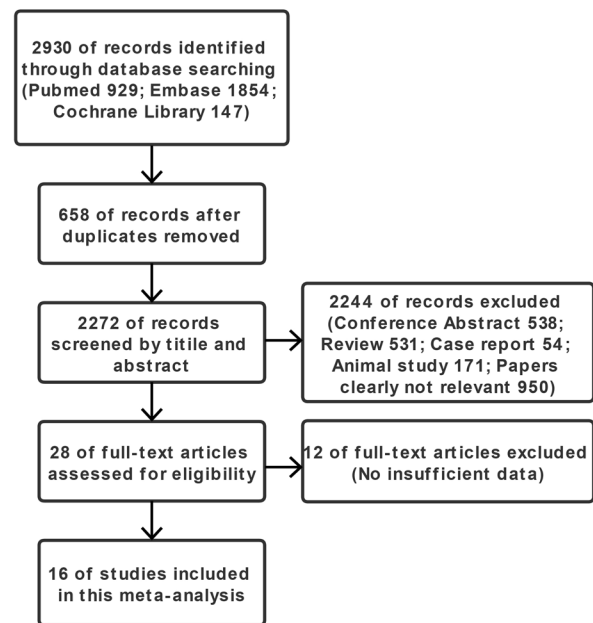 2930 of records identified
through database searching
(Pubmed 929; Embase 1854;
Cochrane Library 147)
658 of records after
duplicates removed
2272 of records
screened by titile and
abstract
2244 of records excluded
(Conference Abstract 538;
Review 531; Case report 54;
Animal study 171; Papers
clearly not relevant 950)
28 of full-text articles
assessed for eligibility
12 of full-text articles excluded
(No insufficient data)
16 of studies included
in this meta-analysis